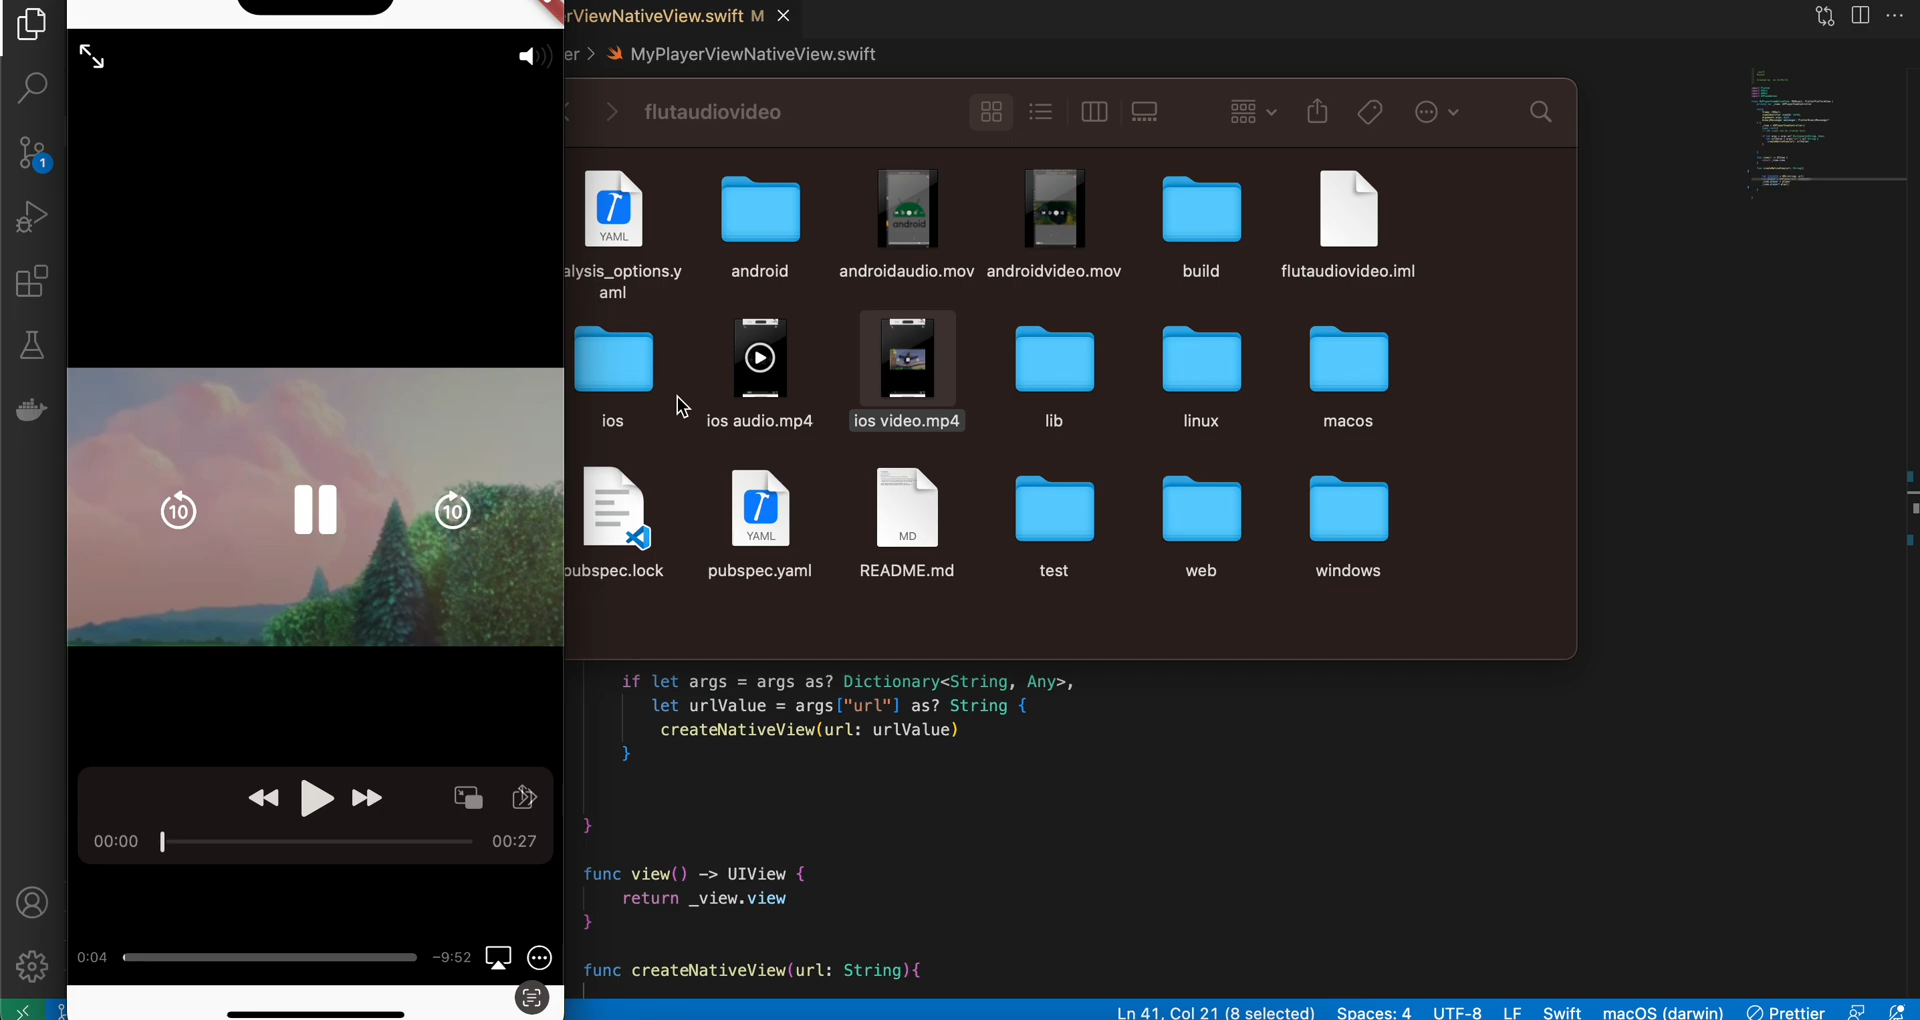 rViewNativeView.swift M
er > MyPlayerViewNativeView.swift
flutaudiovideo
YAML
alysis_options.y
aml
android
android
androidaudio.mov
androidvideo.mov
build
flutaudiovideo.iml
1
ios
ios audio.mp4
ios video.mp4
lib
linux
macos
YAML
MD
pubspec.lock
pubspec.yaml
README.md
test
web
windows
10
10
if let args = args as? Dictionary<String, Any>,
let urlValue = args["url"] as? String {
createNativeView(url: urlValue)
}
}
func view() -> UIView {
return _view.view
}
func createNativeView(url: String){
00:00
00:27
0:04
-9:52
Ln 41, Col 21 (8 selected)
Spaces: 4
UTF-8
LF
Swift
macOS (darwin)
Prettier